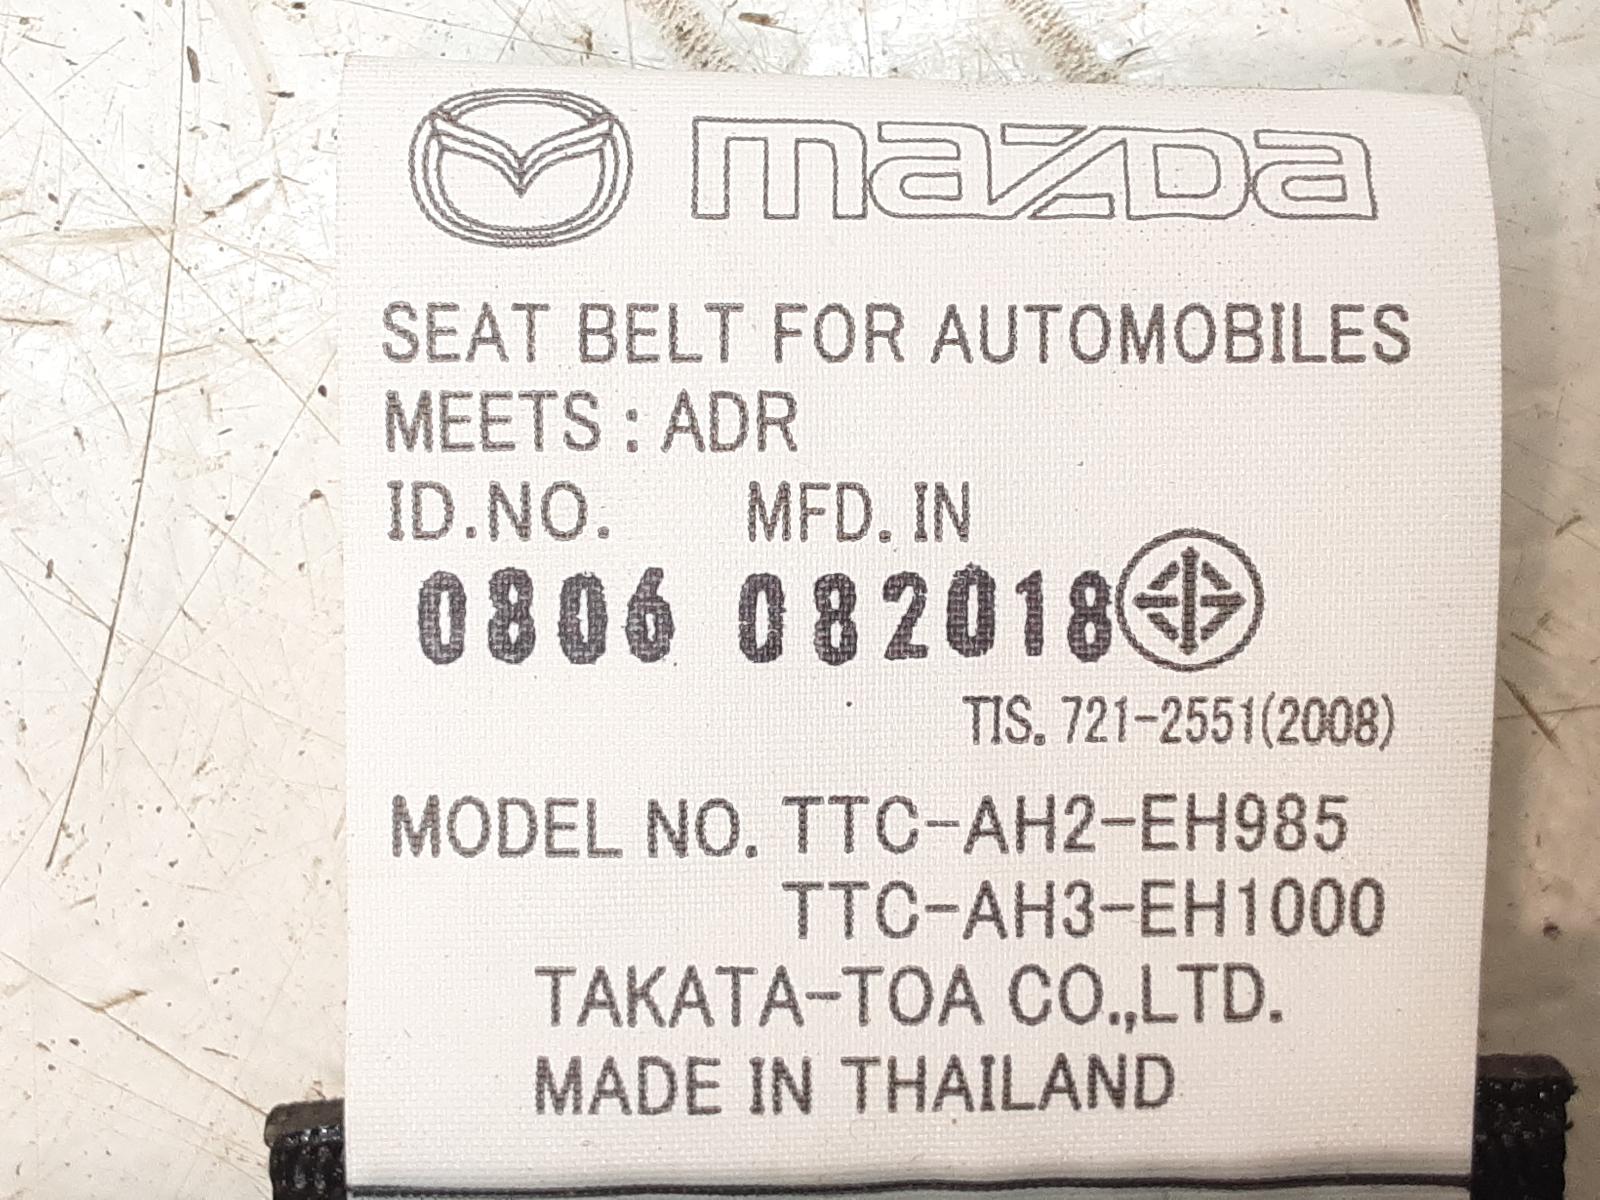 mazda
SEAT BELT FOR AUTOMOBILES
MEETS : ADR
ID.NO. MFD. IN
0806 082018
TIS. 721-2551(2008)
MODEL NO. TTC-AH2-EH985
TTC-AH3-EH1000
TAKATA-TOA CO.,LTD.
MADE IN THAILAND